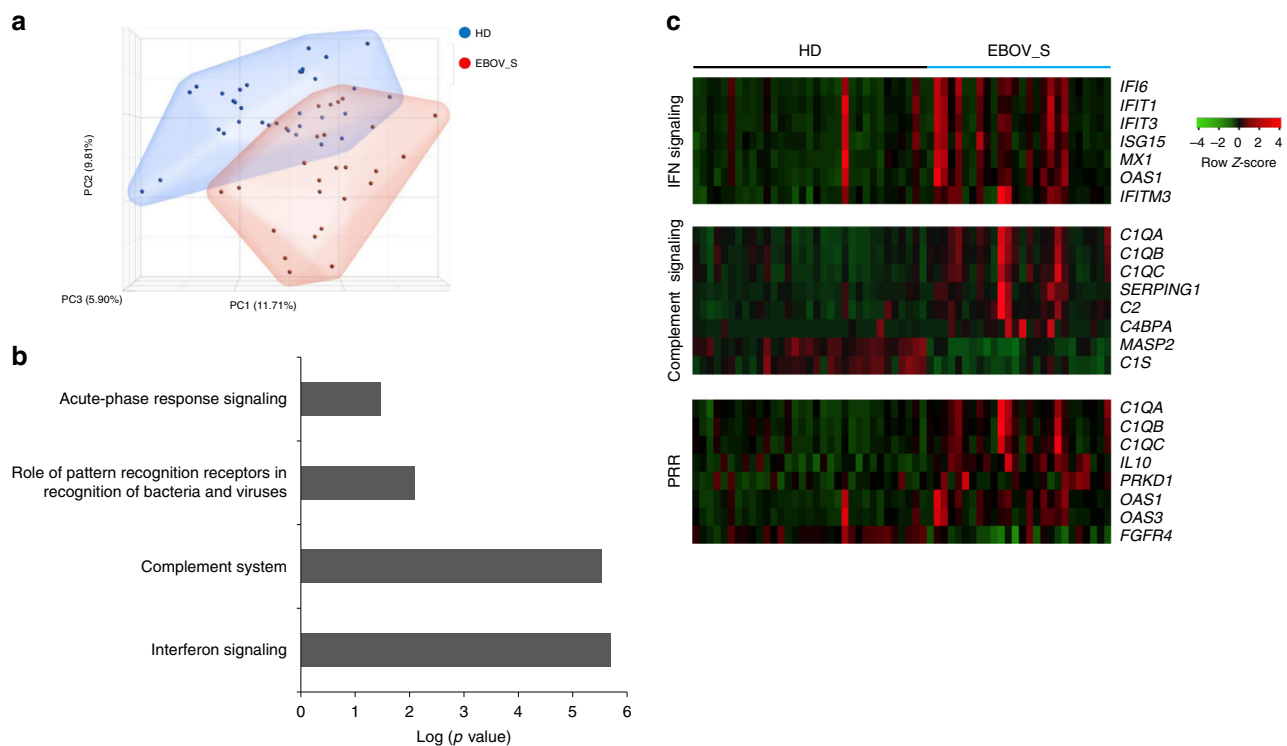 a
HD
EBOV_S
PC2 (9.81%)
PC3 (5.90%)
PC1 (11.71%)
b
Acute-phase response signaling
Role of pattern recognition receptors in
recognition of bacteria and viruses
Complement system
Interferon signaling
0 1 2 3 4 5 6
Log (p value)
c
HD EBOV_S
IFN signaling
IFI6
IFIT1
IFIT3
ISG15
MX1
OAS1
IFITM3
−4 −2 0 2 4
Row Z-score
Complement signaling
C1QA
C1QB
C1QC
SERPING1
C2
C4BPA
MASP2
C1S
PRR
C1QA
C1QB
C1QC
IL10
PRKD1
OAS1
OAS3
FGFR4